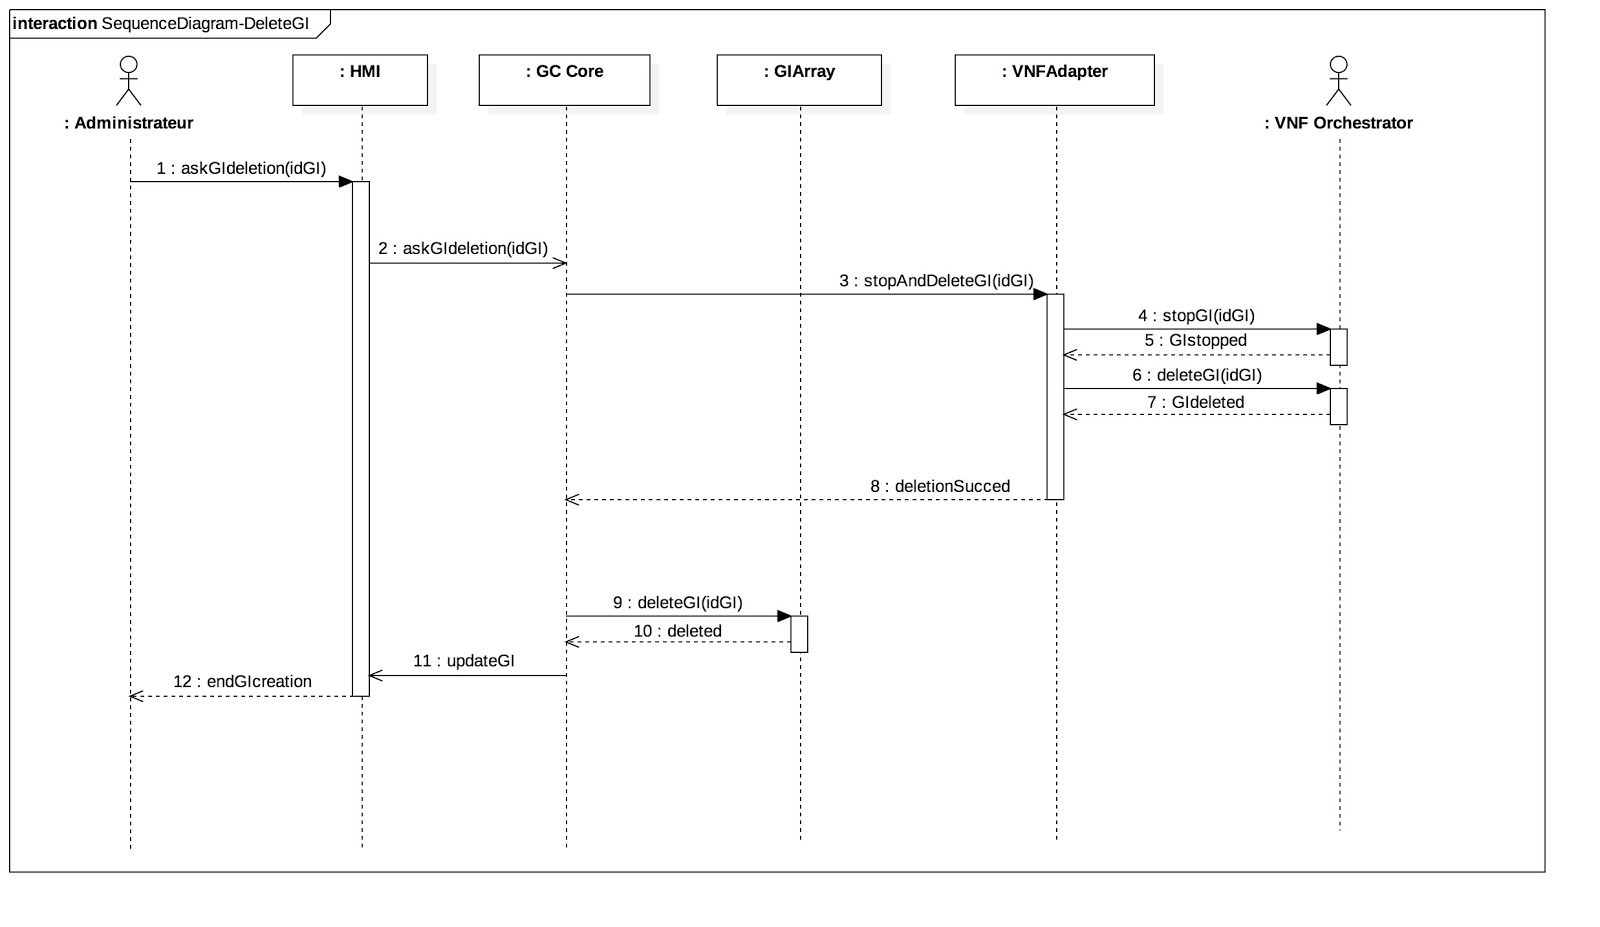 interaction SequenceDiagram-DeleteGI
: Administrateur
: HMI
: GC Core
: GIArray
: VNFAdapter
: VNF Orchestrator
1 : askGIdeletion(idGI)
2 : askGIdeletion(idGI)
3 : stopAndDeleteGI(idGI)
4 : stopGI(idGI)
5 : GIstopped
6 : deleteGI(idGI)
7 : GIdeleted
8 : deletionSucced
9 : deleteGI(idGI)
10 : deleted
11 : updateGI
12 : endGIcreation